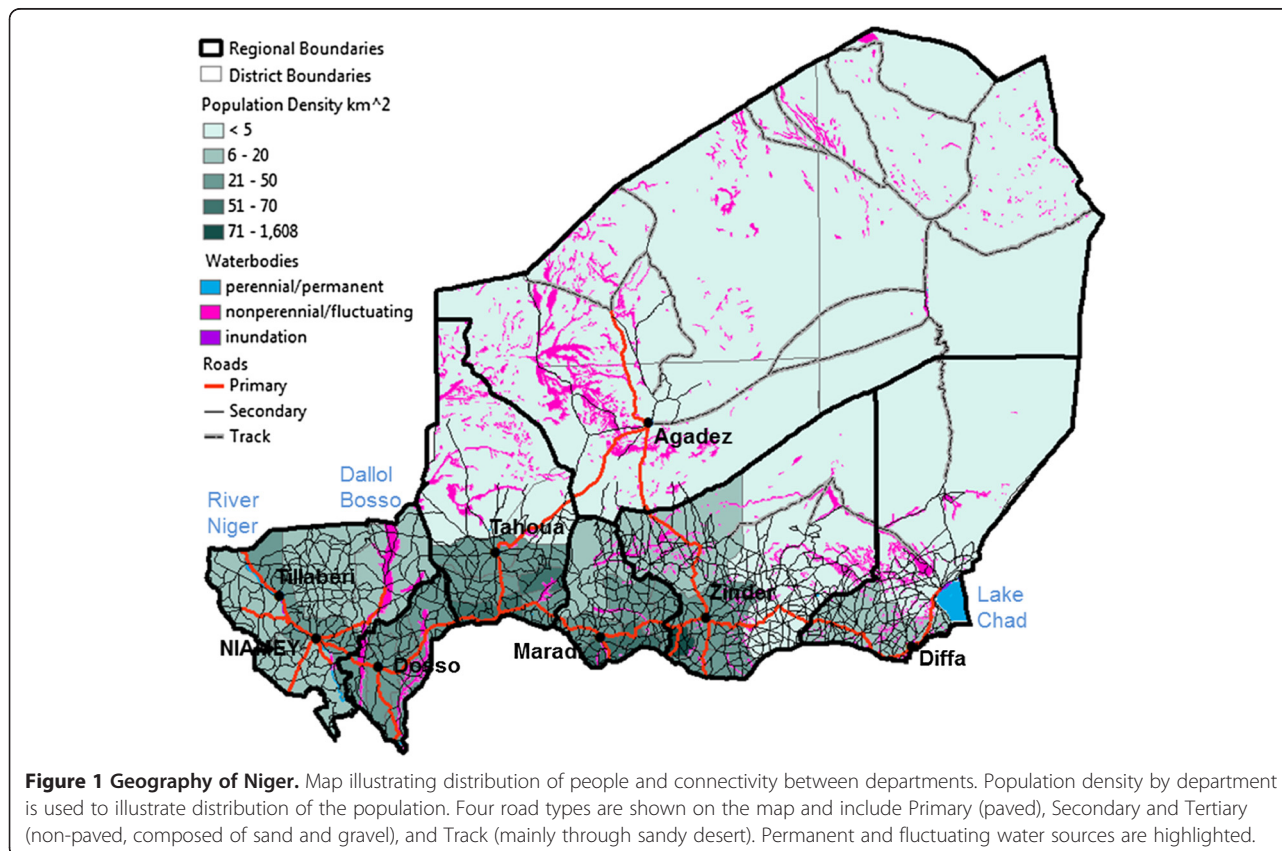 Regional Boundaries
District Boundaries
Population Density km^2
< 5
6 - 20
21 - 50
51 - 70
71 - 1,608
Waterbodies
perennial/permanent
nonperennial/fluctuating
inundation
Roads
Primary
Secondary
Track
Agadez
Dallol
Bosso
River
Niger
Tahoua
Tillaberi
Zinder
Lake
Chad
NIAMEY
Dosso
Maradi
Diffa
Figure 1 Geography of Niger. Map illustrating distribution of people and connectivity between departments. Population density by department
is used to illustrate distribution of the population. Four road types are shown on the map and include Primary (paved), Secondary and Tertiary
(non-paved, composed of sand and gravel), and Track (mainly through sandy desert). Permanent and fluctuating water sources are highlighted.